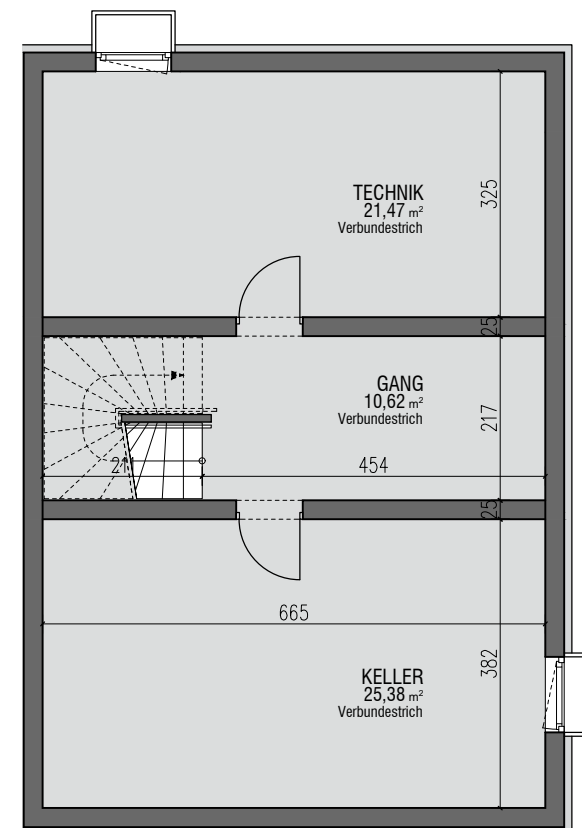 TECHNIK
21,47 m²
Verbundestrich
325
25
GANG
10,62 m²
Verbundestrich
217
454
25
665
KELLER
25,38 m²
Verbundestrich
382